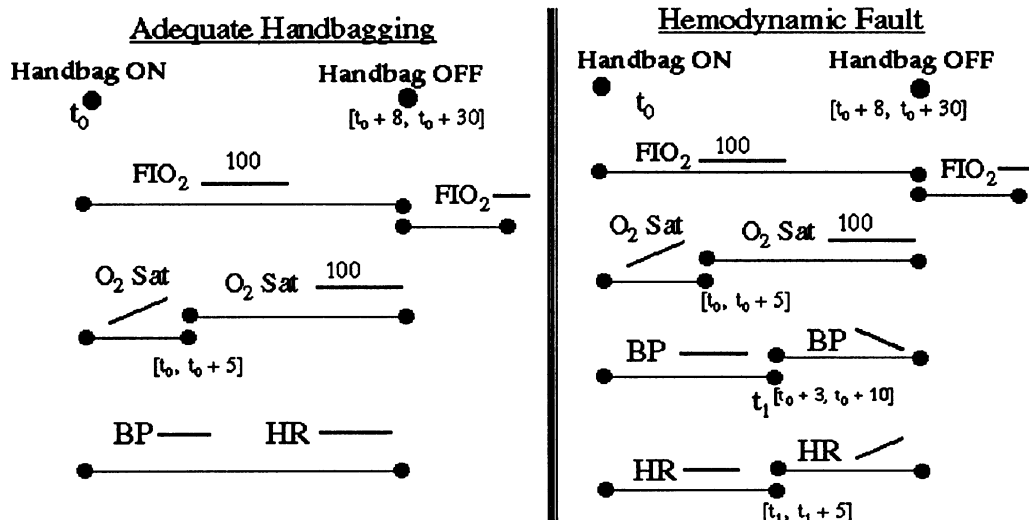 Adequate Handbagging
Handbag ON
Handbag OFF
t₀
[t₀ + 8, t₀ + 30]
FIO₂ 100
FIO₂
O₂ Sat
O₂ Sat 100
[t₀, t₀ + 5]
BP
HR
Hemodynamic Fault
Handbag ON
Handbag OFF
t₀
[t₀ + 8, t₀ + 30]
FIO₂ 100
FIO₂
O₂ Sat
O₂ Sat 100
[t₀, t₀ + 5]
BP
BP
t₁ [t₀ + 3, t₀ + 10]
HR
HR
[t₁, t₁ + 5]